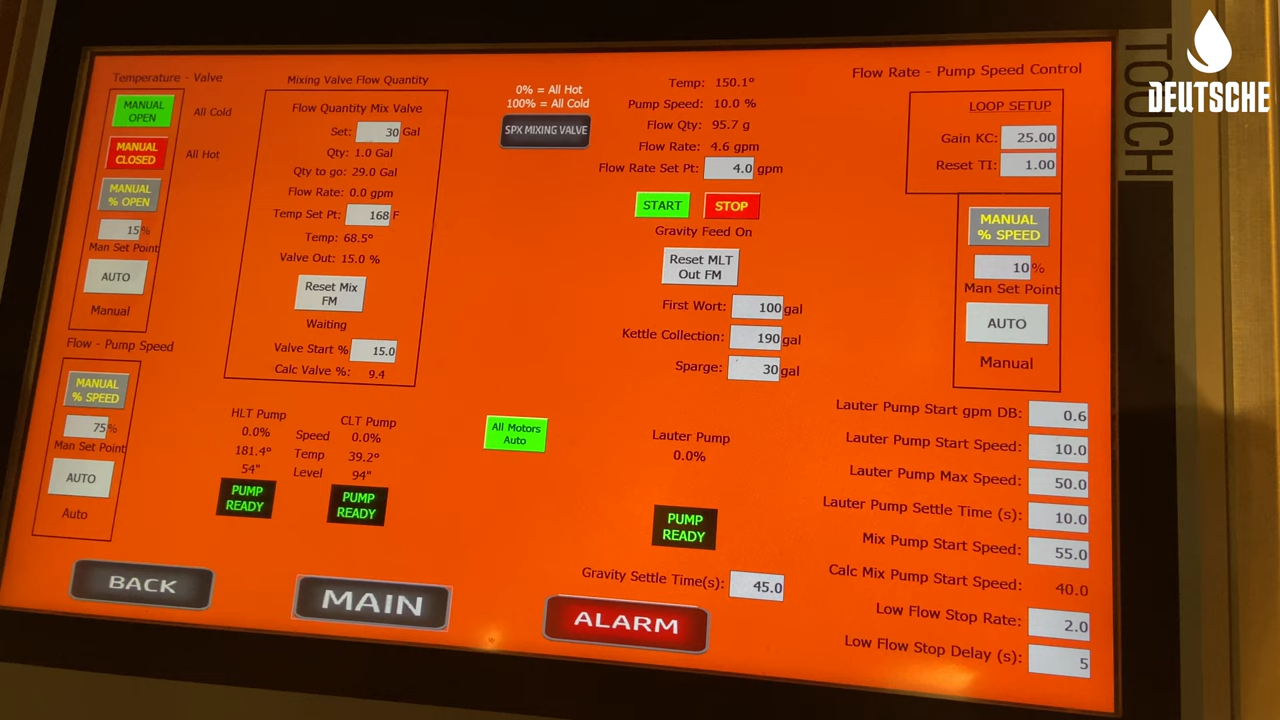 Temperature - Valve
MANUAL
OPEN
All Cold
MANUAL
CLOSED
All Hot
MANUAL
% OPEN
15%
Man Set Point
AUTO
Manual
Flow - Pump Speed
MANUAL
% SPEED
75%
Man Set Point
AUTO
Auto
Mixing Valve Flow Quantity
Flow Quantity Mix Valve
Set: 30 Gal
Qty: 1.0 Gal
Qty to go: 29.0 Gal
Flow Rate: 0.0 gpm
Temp Set Pt: 168 F
Temp: 68.5°
Valve Out: 15.0 %
Reset Mix
FM
Waiting
Valve Start % 15.0
Calc Valve %: 9.4
HLT Pump
CLT Pump
0.0% Speed 0.0%
181.4° Temp 39.2°
54" Level 94"
PUMP
READY
PUMP
READY
0% = All Hot
100% = All Cold
SPX MIXING VALVE
All Motors
Auto
Temp: 150.1°
Pump Speed: 10.0 %
Flow Qty: 95.7 g
Flow Rate: 4.6 gpm
Flow Rate Set Pt: 4.0 gpm
START STOP
Gravity Feed On
Reset MLT
Out FM
First Wort: 100 gal
Kettle Collection: 190 gal
Sparge: 30 gal
Lauter Pump
0.0%
PUMP
READY
Gravity Settle Time(s): 45.0
Flow Rate - Pump Speed Control
LOOP SETUP
Gain KC: 25.00
Reset TI: 1.00
MANUAL
% SPEED
10%
Man Set Point
AUTO
Manual
Lauter Pump Start gpm DB: 0.6
Lauter Pump Start Speed: 10.0
Lauter Pump Max Speed: 50.0
Lauter Pump Settle Time (s): 10.0
Mix Pump Start Speed: 55.0
Calc Mix Pump Start Speed: 40.0
Low Flow Stop Rate: 2.0
Low Flow Stop Delay (s): 5
BACK
MAIN
ALARM
TOUCH
DEUTSCHE